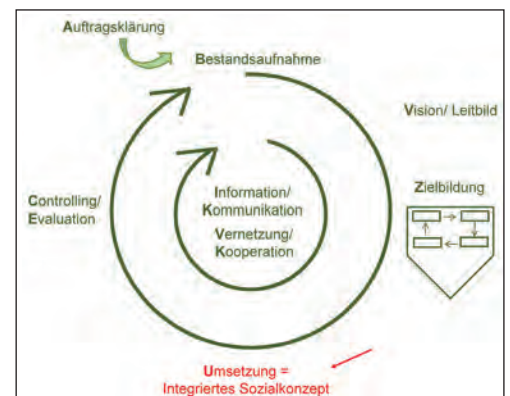 Auftragsklärung
Bestandsaufnahme
Vision/ Leitbild
Zielbildung
Controlling/
Evaluation
Information/
Kommunikation
Vernetzung/
Kooperation
Umsetzung =
Integriertes Sozialkonzept